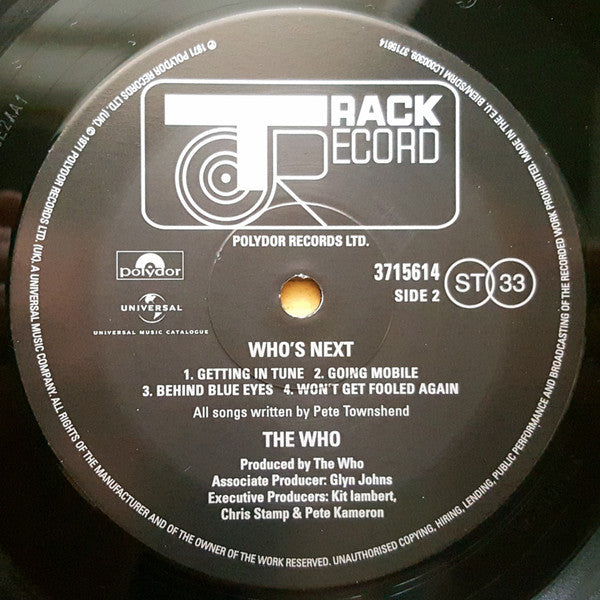 TRACK
RECORD
POLYDOR RECORDS LTD.
polydor
UNIVERSAL
UNIVERSAL MUSIC CATALOGUE
3715614
SIDE 2
ST 33
WHO'S NEXT
1. GETTING IN TUNE 2. GOING MOBILE
3. BEHIND BLUE EYES 4. WON'T GET FOOLED AGAIN
All songs written by Pete Townshend
THE WHO
Produced by The Who
Associate Producer: Glyn Johns
Executive Producers: Kit lambert,
Chris Stamp & Pete Kameron
℗ 1971 POLYDOR RECORDS LTD. (UK). © 1971 POLYDOR RECORDS LTD. (UK). A UNIVERSAL MUSIC COMPANY. ALL RIGHTS OF THE MANUFACTURER AND OF THE OWNER OF THE WORK RESERVED. UNAUTHORISED COPYING, HIRING, LENDING, PUBLIC PERFORMANCE AND BROADCASTING OF THE RECORDED WORK PROHIBITED. MADE IN THE E.U. BIEM/SDRM LC00309. 3715614